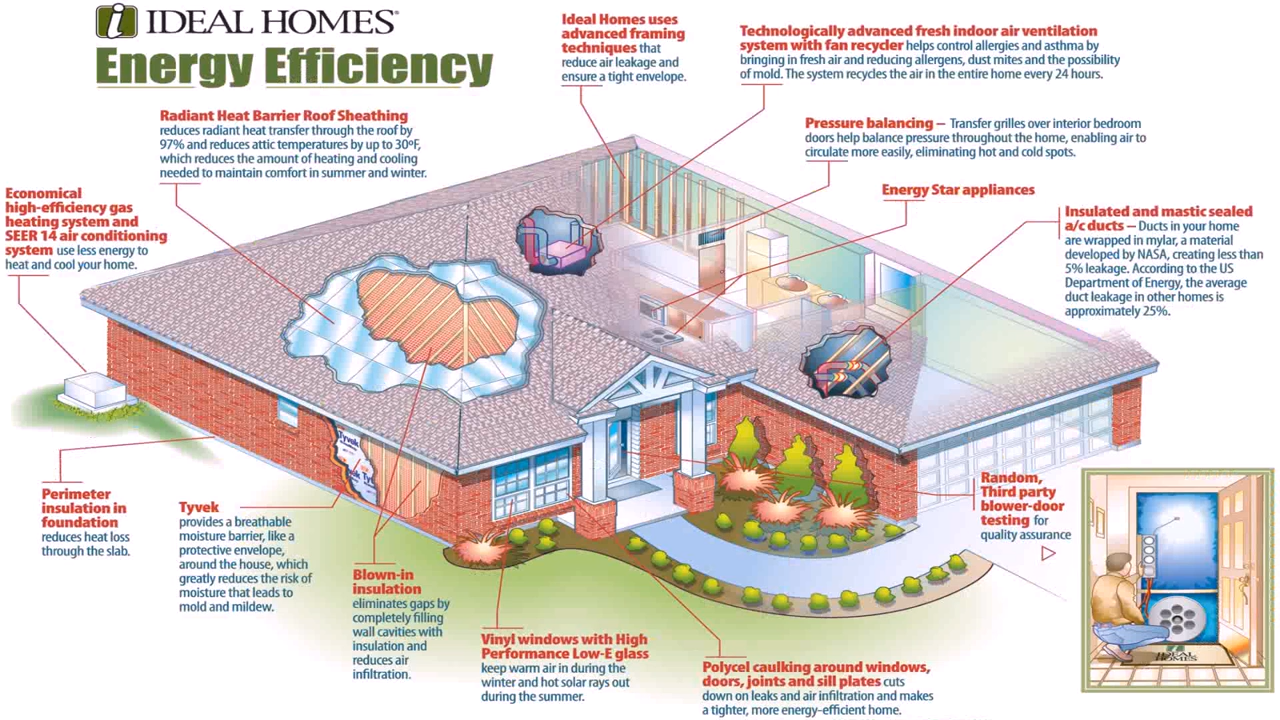 i IDEAL HOMES®
Energy Efficiency
Ideal Homes uses
advanced framing
techniques that
reduce air leakage and
ensure a tight envelope.
Technologically advanced fresh indoor air ventilation
system with fan recycler helps control allergies and asthma by
bringing in fresh air and reducing allergens, dust mites and the possibility
of mold. The system recycles the air in the entire home every 24 hours.
Radiant Heat Barrier Roof Sheathing
reduces radiant heat transfer through the roof by
97% and reduces attic temperatures by up to 30ºF,
which reduces the amount of heating and cooling
needed to maintain comfort in summer and winter.
Pressure balancing — Transfer grilles over interior bedroom
doors help balance pressure throughout the home, enabling air to
circulate more easily, eliminating hot and cold spots.
Energy Star appliances
Economical
high-efficiency gas
heating system and
SEER 14 air conditioning
system use less energy to
heat and cool your home.
Insulated and mastic sealed
a/c ducts — Ducts in your home
are wrapped in mylar, a material
developed by NASA, creating less than
5% leakage. According to the US
Department of Energy, the average
duct leakage in other homes is
approximately 25%.
Tyvek
Perimeter
insulation in
foundation
reduces heat loss
through the slab.
Tyvek
provides a breathable
moisture barrier, like a
protective envelope,
around the house, which
greatly reduces the risk of
moisture that leads to
mold and mildew.
Blown-in
insulation
eliminates gaps by
completely filling
wall cavities with
insulation and
reduces air
infiltration.
Vinyl windows with High
Performance Low-E glass
keep warm air in during the
winter and hot solar rays out
during the summer.
Polycel caulking around windows,
doors, joints and sill plates cuts
down on leaks and air infiltration and makes
a tighter, more energy-efficient home.
Random,
Third party
blower-door
testing for
quality assurance
IDEAL
HOMES